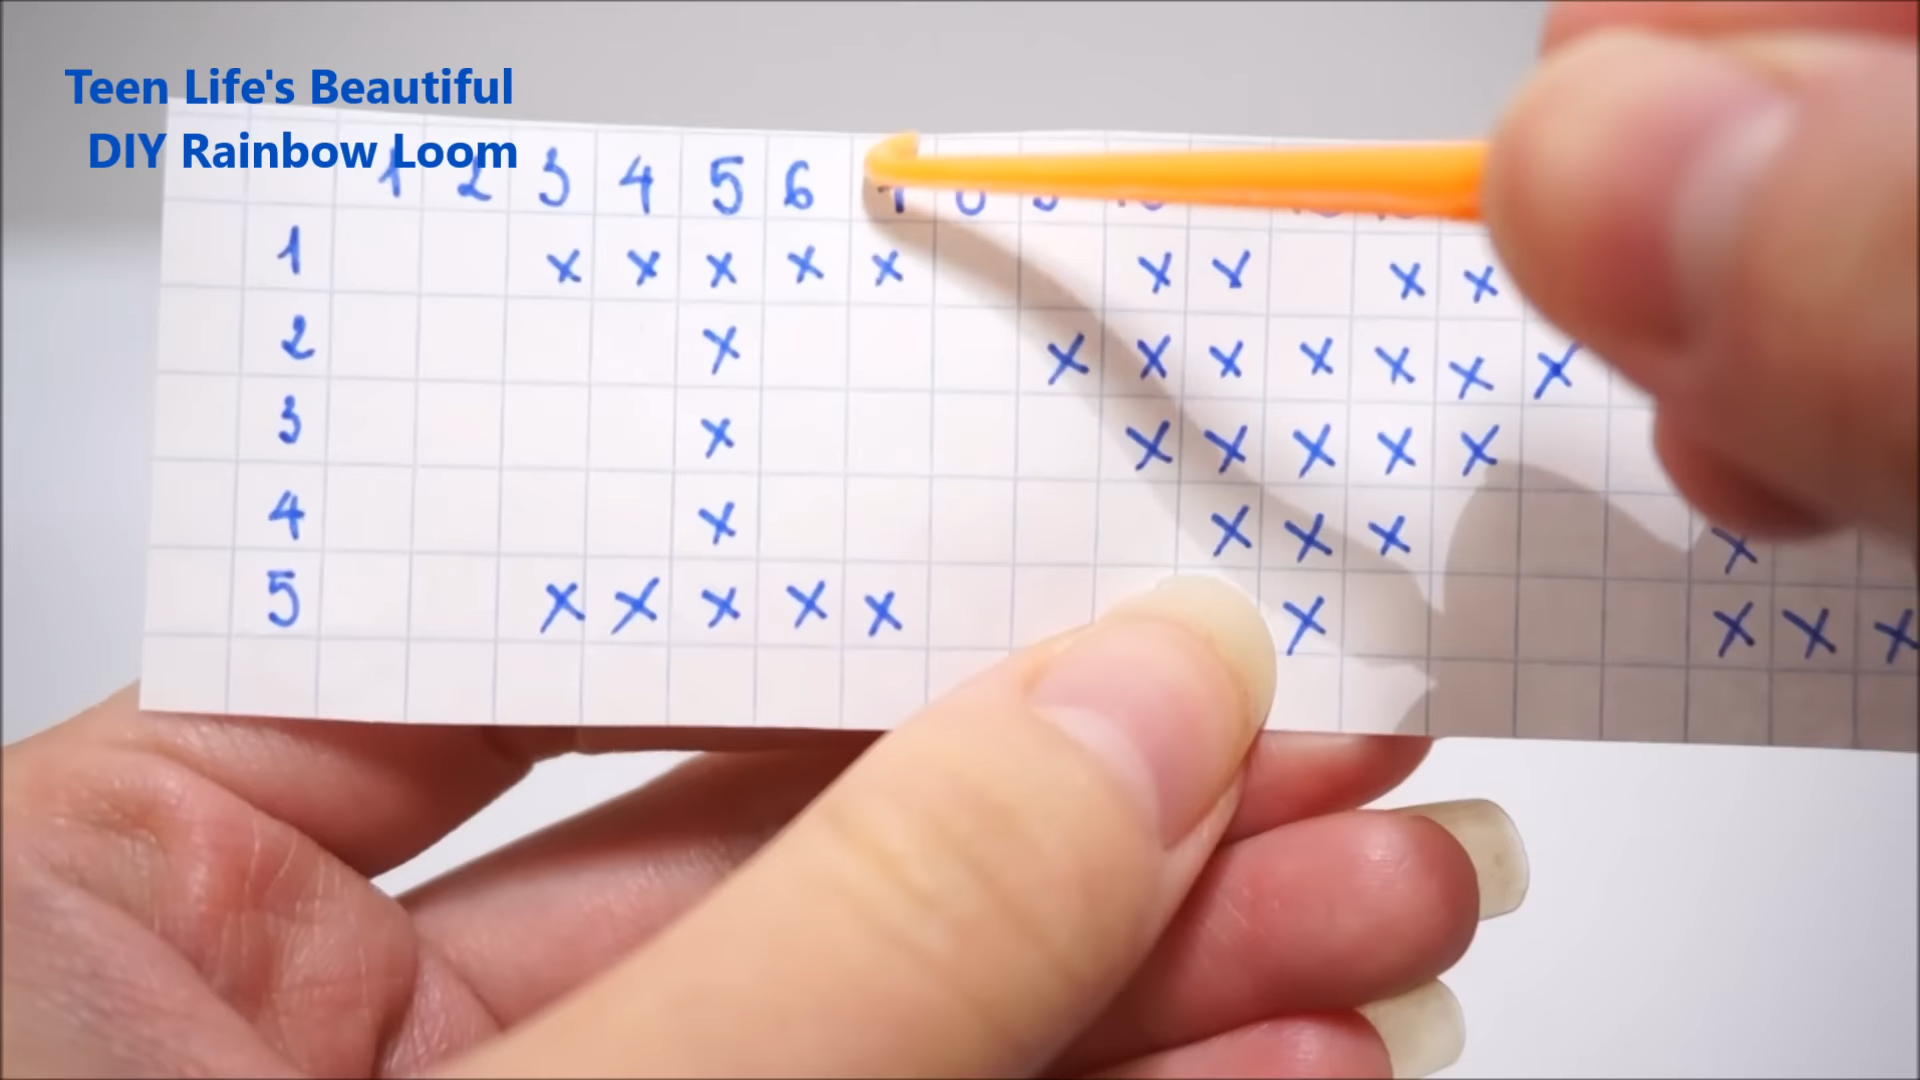 Teen Life's Beautiful
DIY Rainbow Loom
1 2 3 4 5 6
1 x x x x x x x x x
2 x x x x x x x x
3 x x x x x x
4 x x x x x
5 x x x x x x x x x